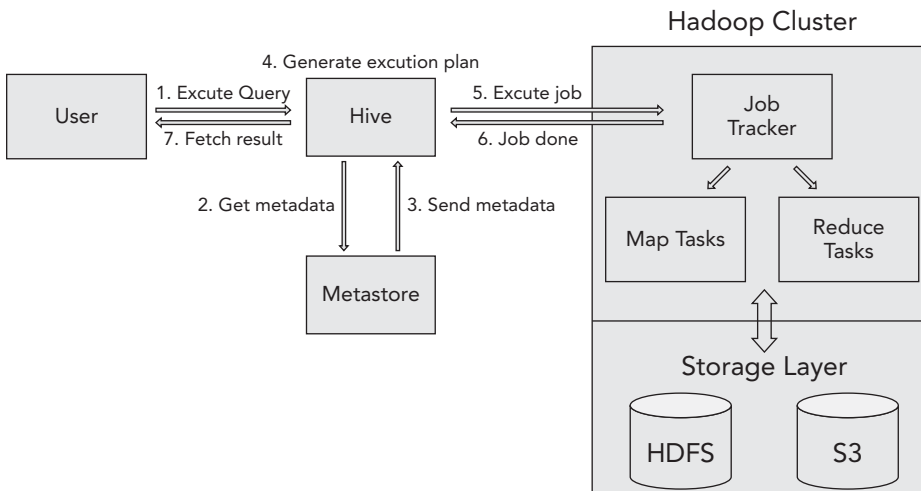 Hadoop Cluster
4. Generate excution plan
User
1. Excute Query
7. Fetch result
Hive
5. Excute job
6. Job done
Job
Tracker
2. Get metadata
3. Send metadata
Map Tasks
Reduce
Tasks
Metastore
Storage Layer
HDFS
S3